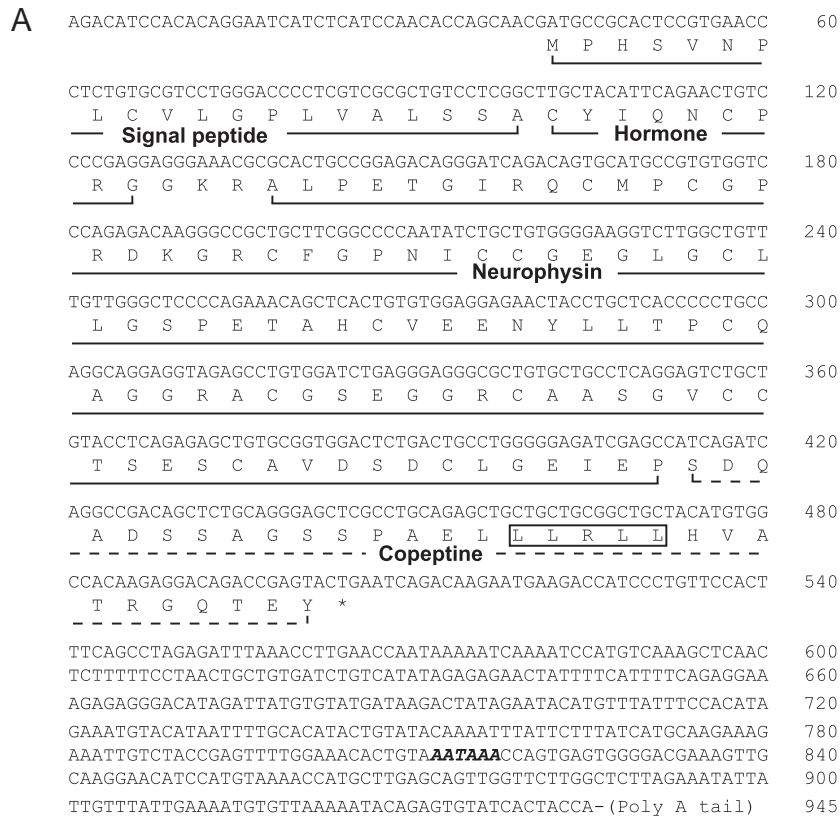 A
AGACATCCACACAGGAATCATCTCATCCAACACCAGCAACGATGCCGCACTCCGTGAACC 60
M P H S V N P
CTCTGTGCGTCCTGGGACCCCTCGTCGCGCTGTCCTCGGCTTGCTACATTCAGAACTGTC 120
L C V L G P L V A L S S A C Y I Q N C P
Signal peptide Hormone
CCCGAGGAGGGAAACGCGCACTGCCGGAGACAGGGATCAGACAGTGCATGCCGTGTGGTC 180
R G G K R A L P E T G I R Q C M P C G P
CCAGAGACAAGGGCCGCTGCTTCGGCCCCAATATCTGCTGTGGGGAAGGTCTTGGCTGTT 240
R D K G R C F G P N I C C G E G L G C L
Neurophysin
TGTTGGGCTCCCCAGAAACAGCTCACTGTGTGGAGGAGAACTACCTGCTCACCCCCTGCC 300
L G S P E T A H C V E E N Y L L T P C Q
AGGCAGGAGGTAGAGCCTGTGGATCTGAGGGAGGGCGCTGTGCTGCCTCAGGAGTCTGCT 360
A G G R A C G S E G G R C A A S G V C C
GTACCTCAGAGAGCTGTGCGGTGGACTCTGACTGCCTGGGGGAGATCGAGCCATCAGATC 420
T S E S C A V D S D C L G E I E P S D Q
AGGCCGACAGCTCTGCAGGGAGCTCGCCTGCAGAGCTGCTGCTGCGGCTGCTACATGTGG 480
A D S S A G S S P A E L L L R L L H V A
Copeptine
CCACAAGAGGACAGACCGAGTACTGAATCAGACAAGAATGAAGACCATCCCTGTTCCACT 540
T R G Q T E Y *
TTCAGCCTAGAGATTTAAACCTTGAACCAATAAAAATCAAAATCCATGTCAAAGCTCAAC 600
TCTTTTTCCTAACTGCTGTGATCTGTCATATAGAGAGAACTATTTTCATTTTCAGAGGAA 660
AGAGAGGGACATAGATTATGTGTATGATAAGACTATAGAATACATGTTTATTTCCACATA 720
GAAATGTACATAATTTTGCACATACTGTATACAAAATTTATTCTTTATCATGCAAGAAAG 780
AAATTGTCTACCGAGTTTTGGAAACACTGTAAATAAACCAGTGAGTGGGGACGAAAGTTG 840
CAAGGAACATCCATGTAAAACCATGCTTGAGCAGTTGGTTCTTGGCTCTTAGAAATATTA 900
TTGTTTATTGAAAATGTGTTAAAAATACAGAGTGTATCACTACCA-(Poly A tail) 945